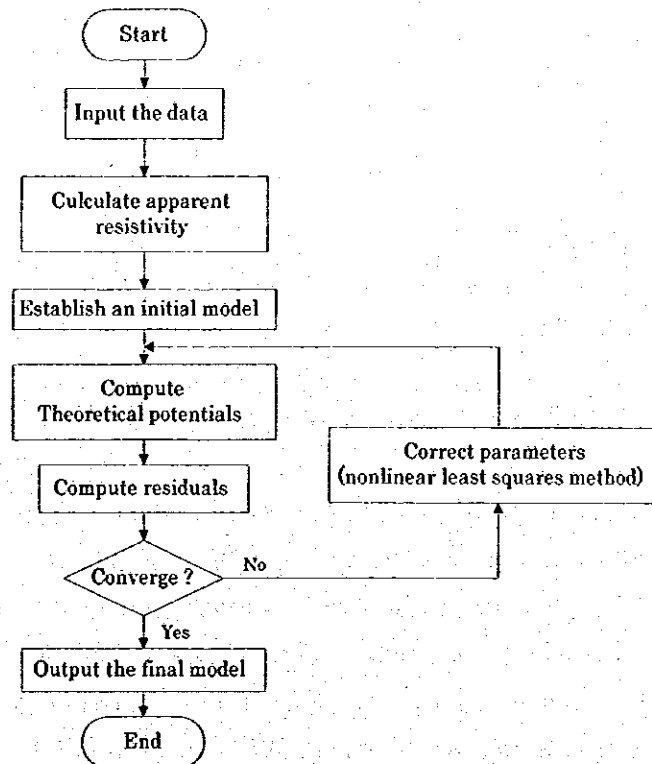 Start
Input the data
Culculate apparent
resistivity
Establish an initial model
Compute
Theoretical potentials
Correct parameters
(nonlinear least squares method)
Compute residuals
Converge ?
No
Yes
Output the final model
End